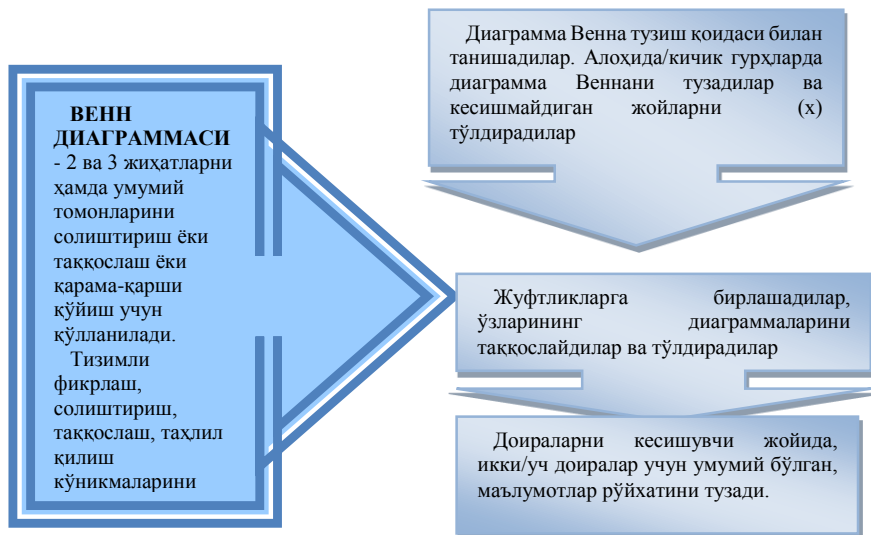 ВЕНН
ДИАГРАММАСИ
- 2 ва 3 жиҳатларни
ҳамда умумий
томонларини
солиштириш ёки
таққослаш ёки
қарама-қарши
қўйиш учун
қўлланилади.
Тизимли
фикрлаш,
солиштириш,
таққослаш, таҳлил
қилиш
кўникмаларини
Диаграмма Венна тузиш қоидаси билан
танишадилар. Алоҳида/кичик гурҳларда
диаграмма Веннани тузадилар ва
кесишмайдиган жойларни (х)
тўлдирадилар
Жуфтликларга бирлашадилар,
ўзларининг диаграммаларини
таққослайдилар ва тўлдирадилар
Доираларни кесишувчи жойида,
икки/уч доиралар учун умумий бўлган,
маълумотлар рўйхатини тузади.